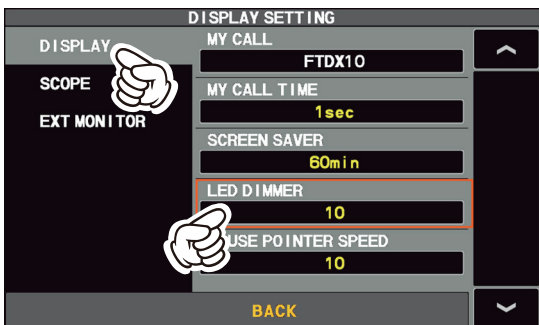 DISPLAY SETTING
DISPLAY
SCOPE
EXT MONITOR
MY CALL
FTDX10
MY CALL TIME
1sec
SCREEN SAVER
60min
LED DIMMER
10
POINTER SPEED
10
BACK